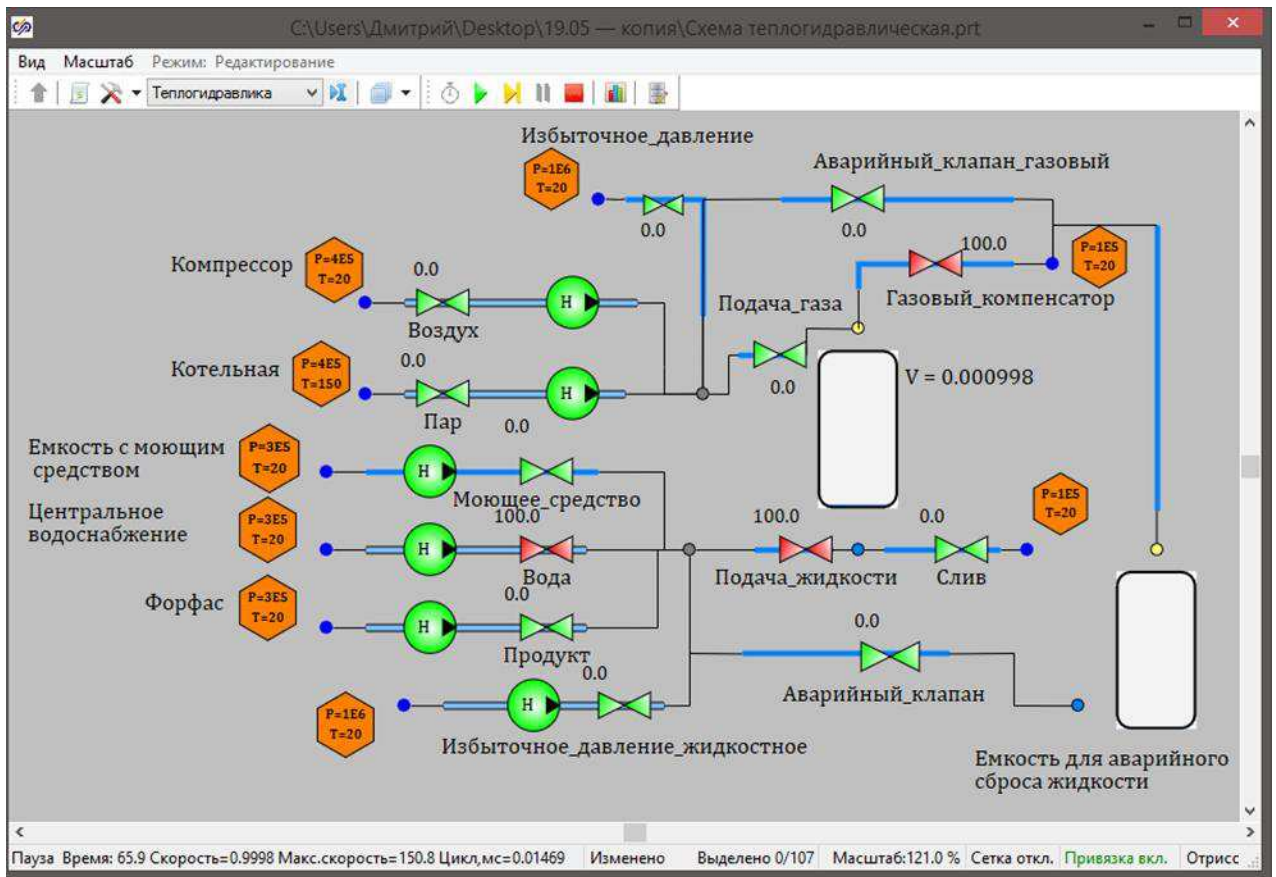 C:\Users\Дмитрий\Desktop\19.05 — копия\Схема теплогидравлическая.prt
Вид Масштаб Режим: Редактирование
Теплогидравлика
Избыточное_давление
P=1E6
T=20
0.0
Аварийный_клапан_газовый
0.0
100.0
P=1E5
T=20
Газовый_компенсатор
Компрессор
P=4E5
T=20
0.0
H
Воздух
Подача_газа
0.0
V = 0.000998
Котельная
P=4E5
T=150
0.0
H
Пар
0.0
Емкость с моющим
средством
P=3E5
T=20
H
Моющее_средство
Центральное
водоснабжение
P=3E5
T=20
H
100.0
Вода
100.0
Подача_жидкости
0.0
Слив
P=1E5
T=20
Форфас
P=3E5
T=20
H
0.0
Продукт
0.0
Аварийный_клапан
P=1E6
T=20
H
0.0
Избыточное_давление_жидкостное
Емкость для аварийного
сброса жидкости
Пауза Время: 65.9 Скорость=0.9998 Макс.скорость=150.8 Цикл,мс=0.01469 Изменено Выделено 0/107 Масштаб:121.0 % Сетка откл. Привязка вкл. Отрисс